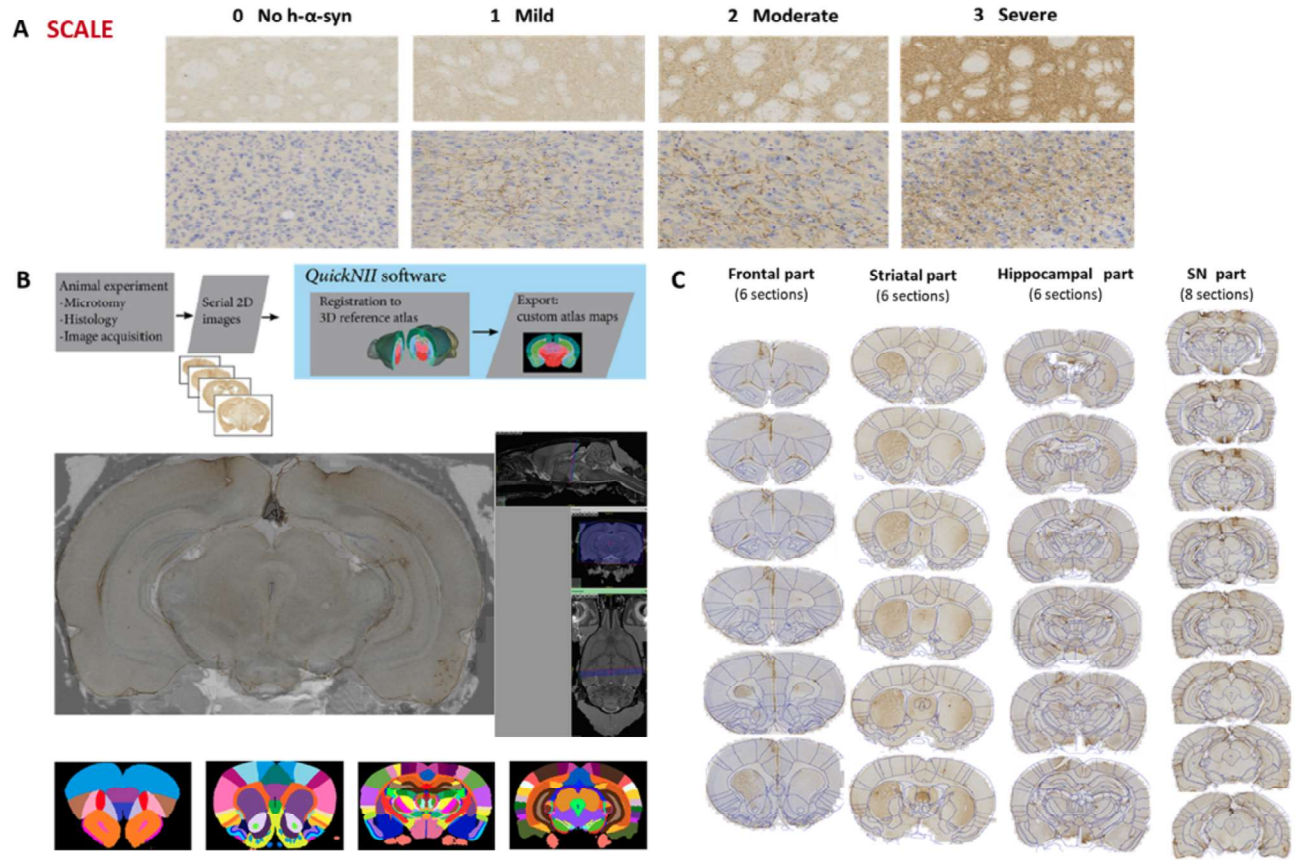 A SCALE
0 No h-α-syn
1 Mild
2 Moderate
3 Severe
B
Animal experiment
-Microtomy
-Histology
-Image acquisition
Serial 2D
images
QuickNII software
Registration to
3D reference atlas
Export:
custom atlas maps
C
Frontal part
(6 sections)
Striatal part
(6 sections)
Hippocampal part
(6 sections)
SN part
(8 sections)